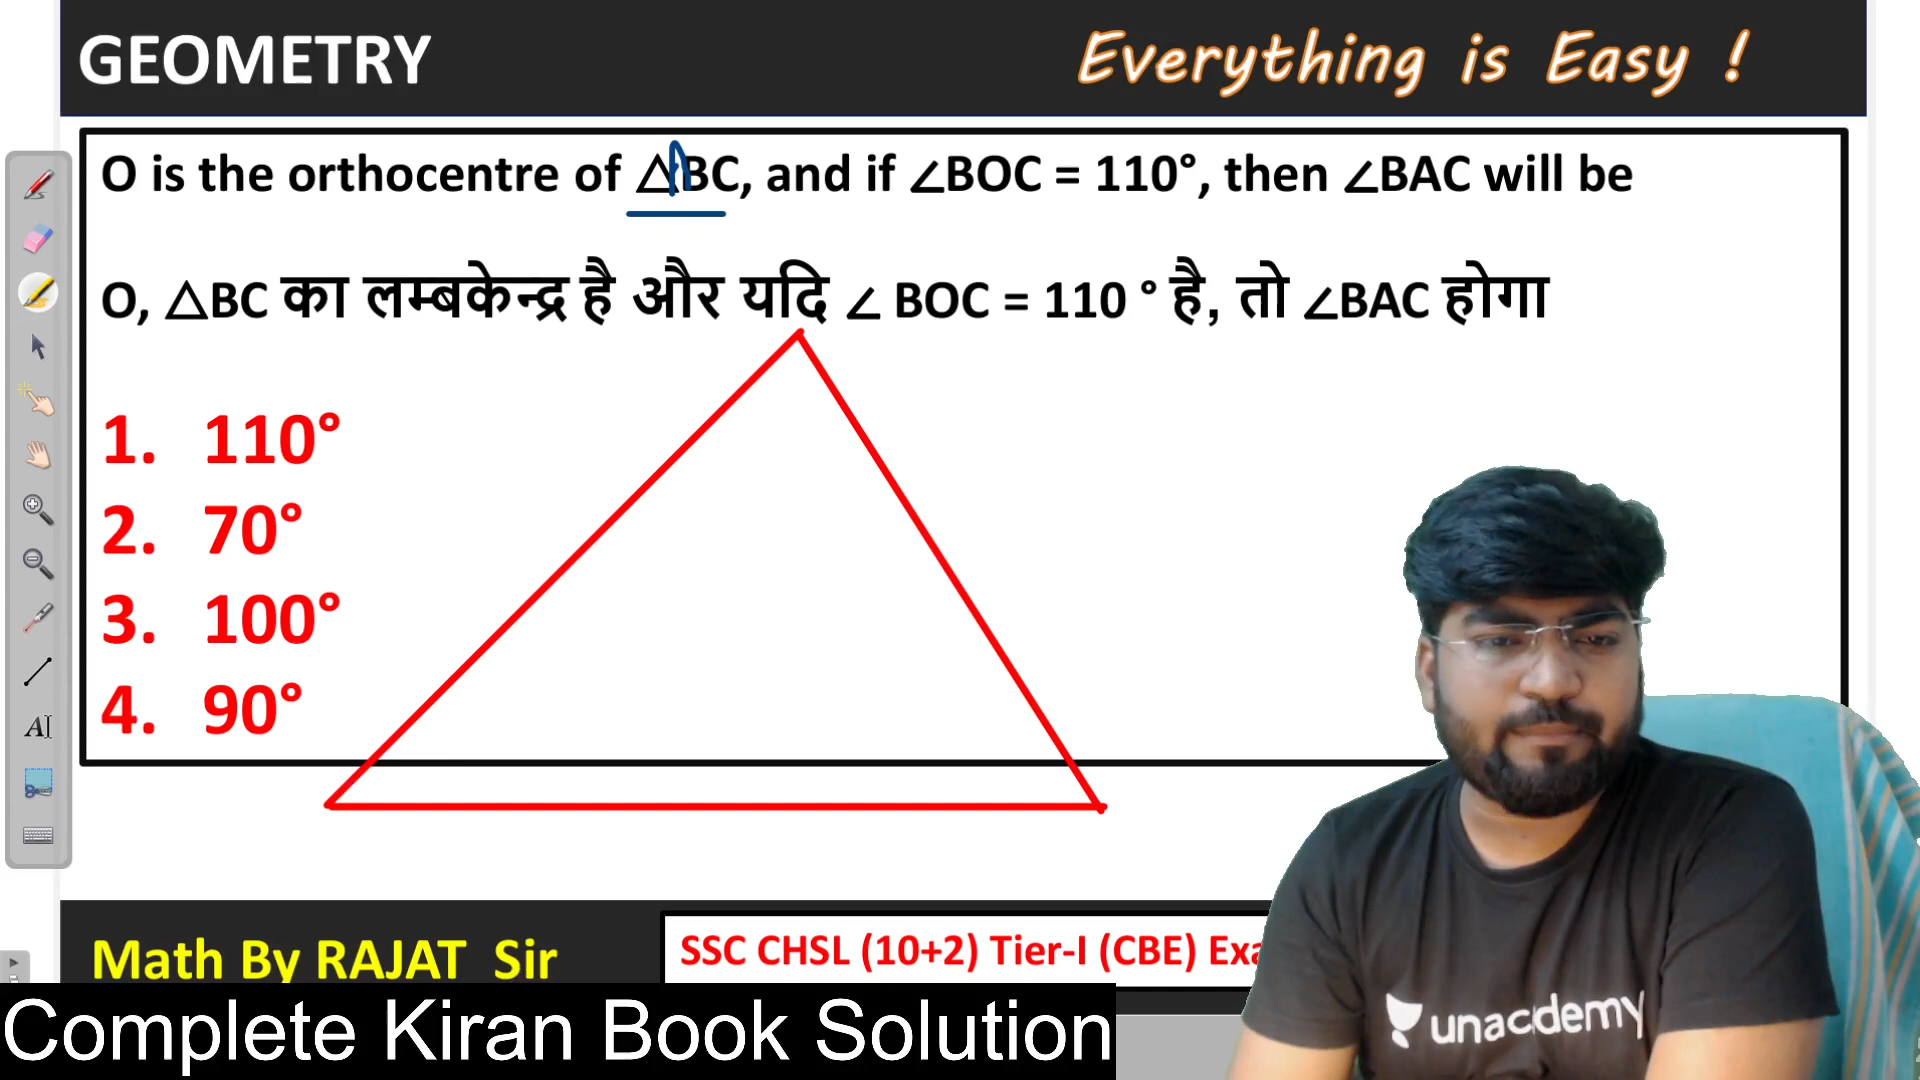 GEOMETRY
Everything is Easy !
O is the orthocentre of △ABC, and if ∠BOC = 110°, then ∠BAC will be
O, △BC का लम्बकेन्द्र है और यदि ∠ BOC = 110 ° है, तो ∠BAC होगा
1. 110°
2. 70°
3. 100°
4. 90°
AI
Math By RAJAT Sir
SSC CHSL (10+2) Tier-I (CBE)
Complete Kiran Book Solution
unacademy